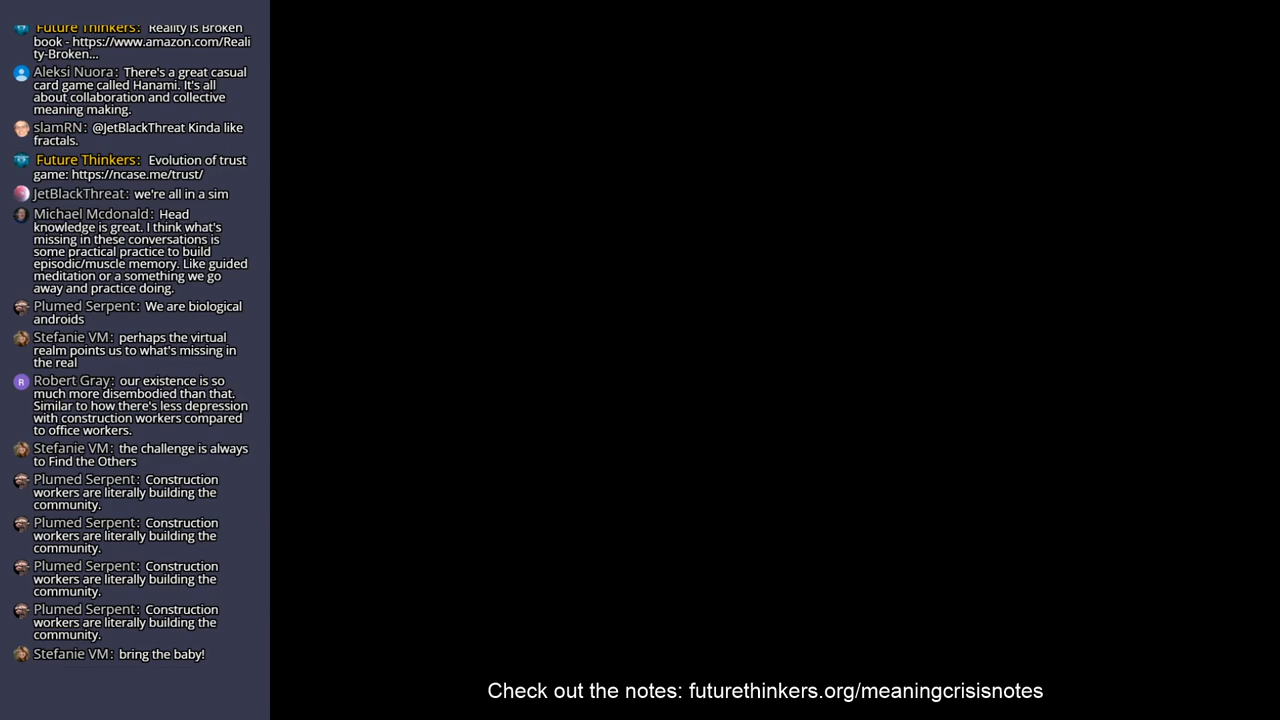 Future Thinkers: Reality is Broken
book - https://www.amazon.com/Reali
ty-Broken...
Aleksi Nuora: There's a great casual
card game called Hanami. It's all
about collaboration and collective
meaning making.
slamRN: @JetBlackThreat Kinda like
fractals.
Future Thinkers: Evolution of trust
game: https://ncase.me/trust/
JetBlackThreat: we're all in a sim
Michael Mcdonald: Head
knowledge is great. I think what's
missing in these conversations is
some practical practice to build
episodic/muscle memory. Like guided
meditation or a something we go
away and practice doing.
Plumed Serpent: We are biological
androids
Stefanie VM: perhaps the virtual
realm points us to what's missing in
the real
R
Robert Gray: our existence is so
much more disembodied than that.
Similar to how there's less depression
with construction workers compared
to office workers.
Stefanie VM: the challenge is always
to Find the Others
Plumed Serpent: Construction
workers are literally building the
community.
Plumed Serpent: Construction
workers are literally building the
community.
Plumed Serpent: Construction
workers are literally building the
community.
Plumed Serpent: Construction
workers are literally building the
community.
Stefanie VM: bring the baby!
Check out the notes: futurethinkers.org/meaningcrisisnotes